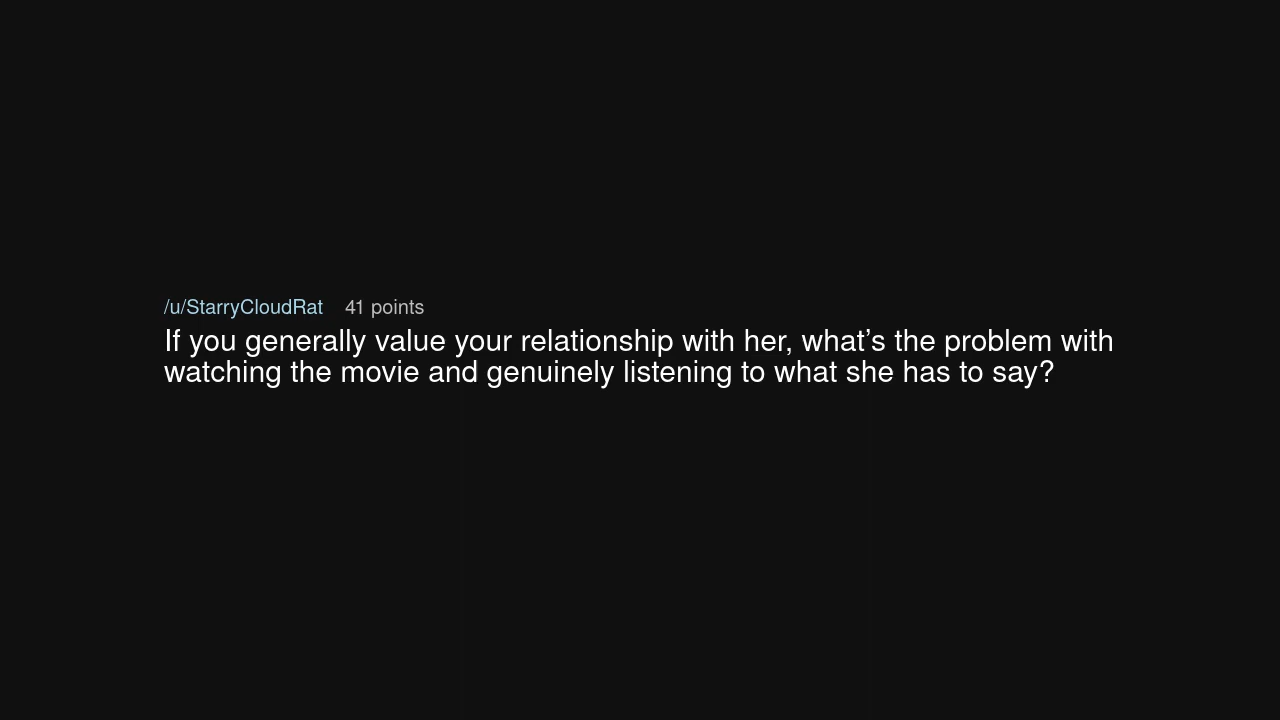 /u/StarryCloudRat 41 points
If you generally value your relationship with her, what’s the problem with
watching the movie and genuinely listening to what she has to say?